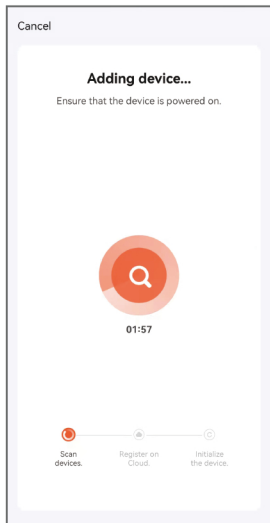 Cancel
Adding device...
Ensure that the device is powered on.
01:57
Scan
devices.
Register on
Cloud.
Initialize
the device.